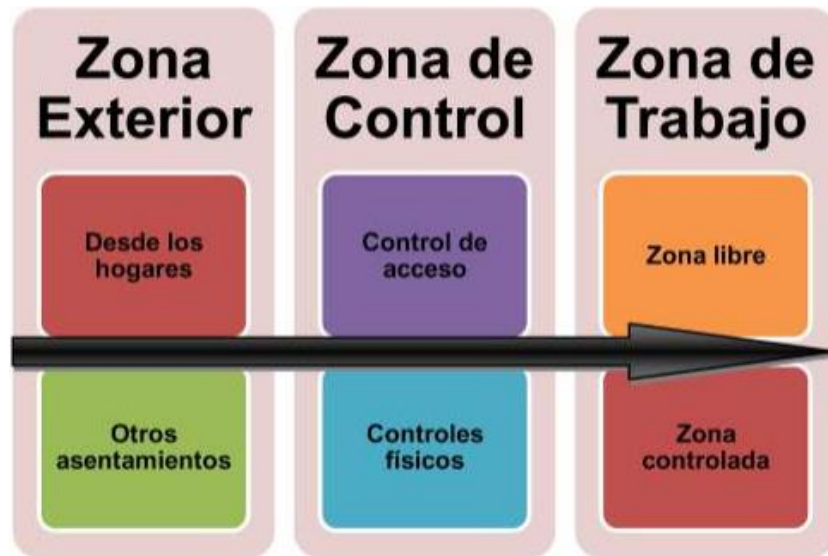 Zona
Exterior
Desde los
hogares
Otros
asentamientos
Zona de
Control
Control de
acceso
Controles
físicos
Zona de
Trabajo
Zona libre
Zona
controlada